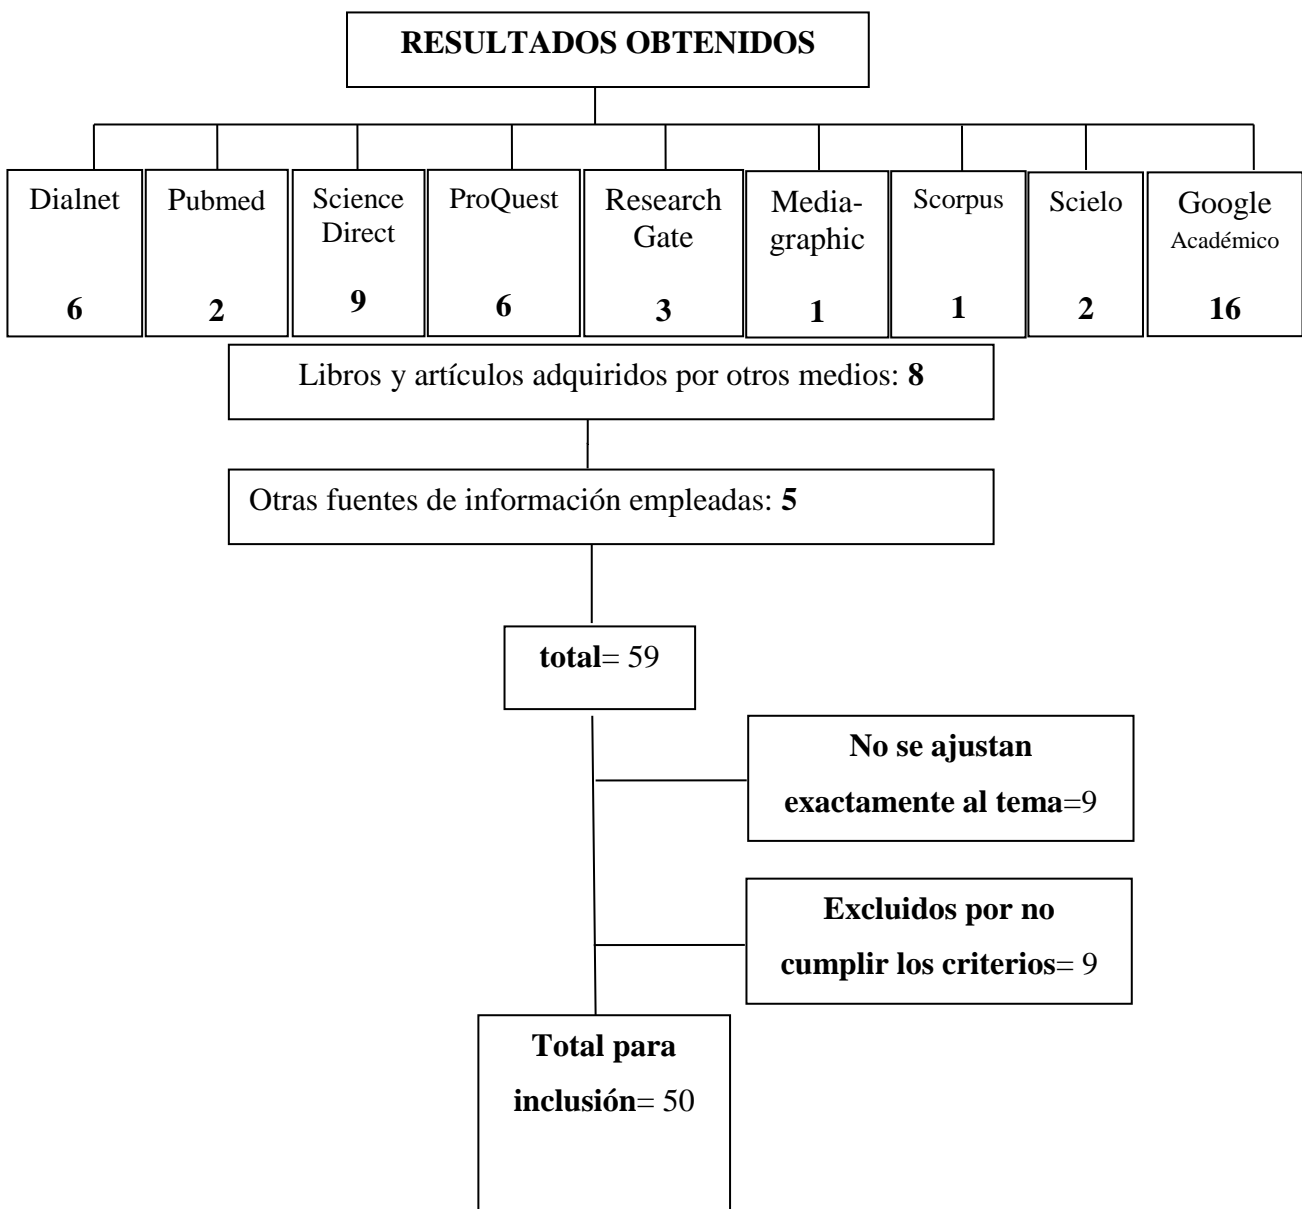 RESULTADOS OBTENIDOS
Dialnet
6
Pubmed
2
Science
Direct
9
ProQuest
6
Research
Gate
3
Media-
graphic
1
Scorpus
1
Scielo
2
Google
Académico
16
Libros y artículos adquiridos por otros medios: 8
Otras fuentes de información empleadas: 5
total= 59
No se ajustan
exactamente al tema=9
Excluidos por no
cumplir los criterios= 9
Total para
inclusión= 50